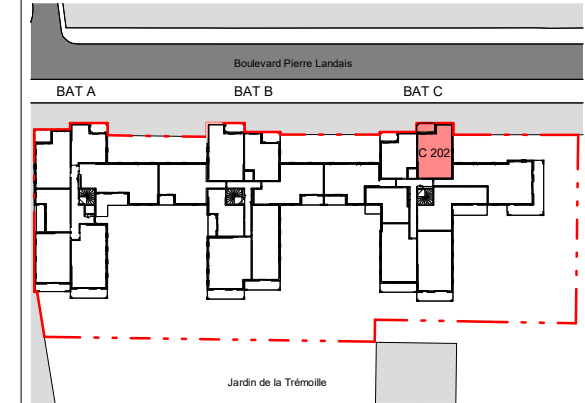 Boulevard Pierre Landais
BAT A
BAT B
BAT C
C 202
Jardin de la Trémoille